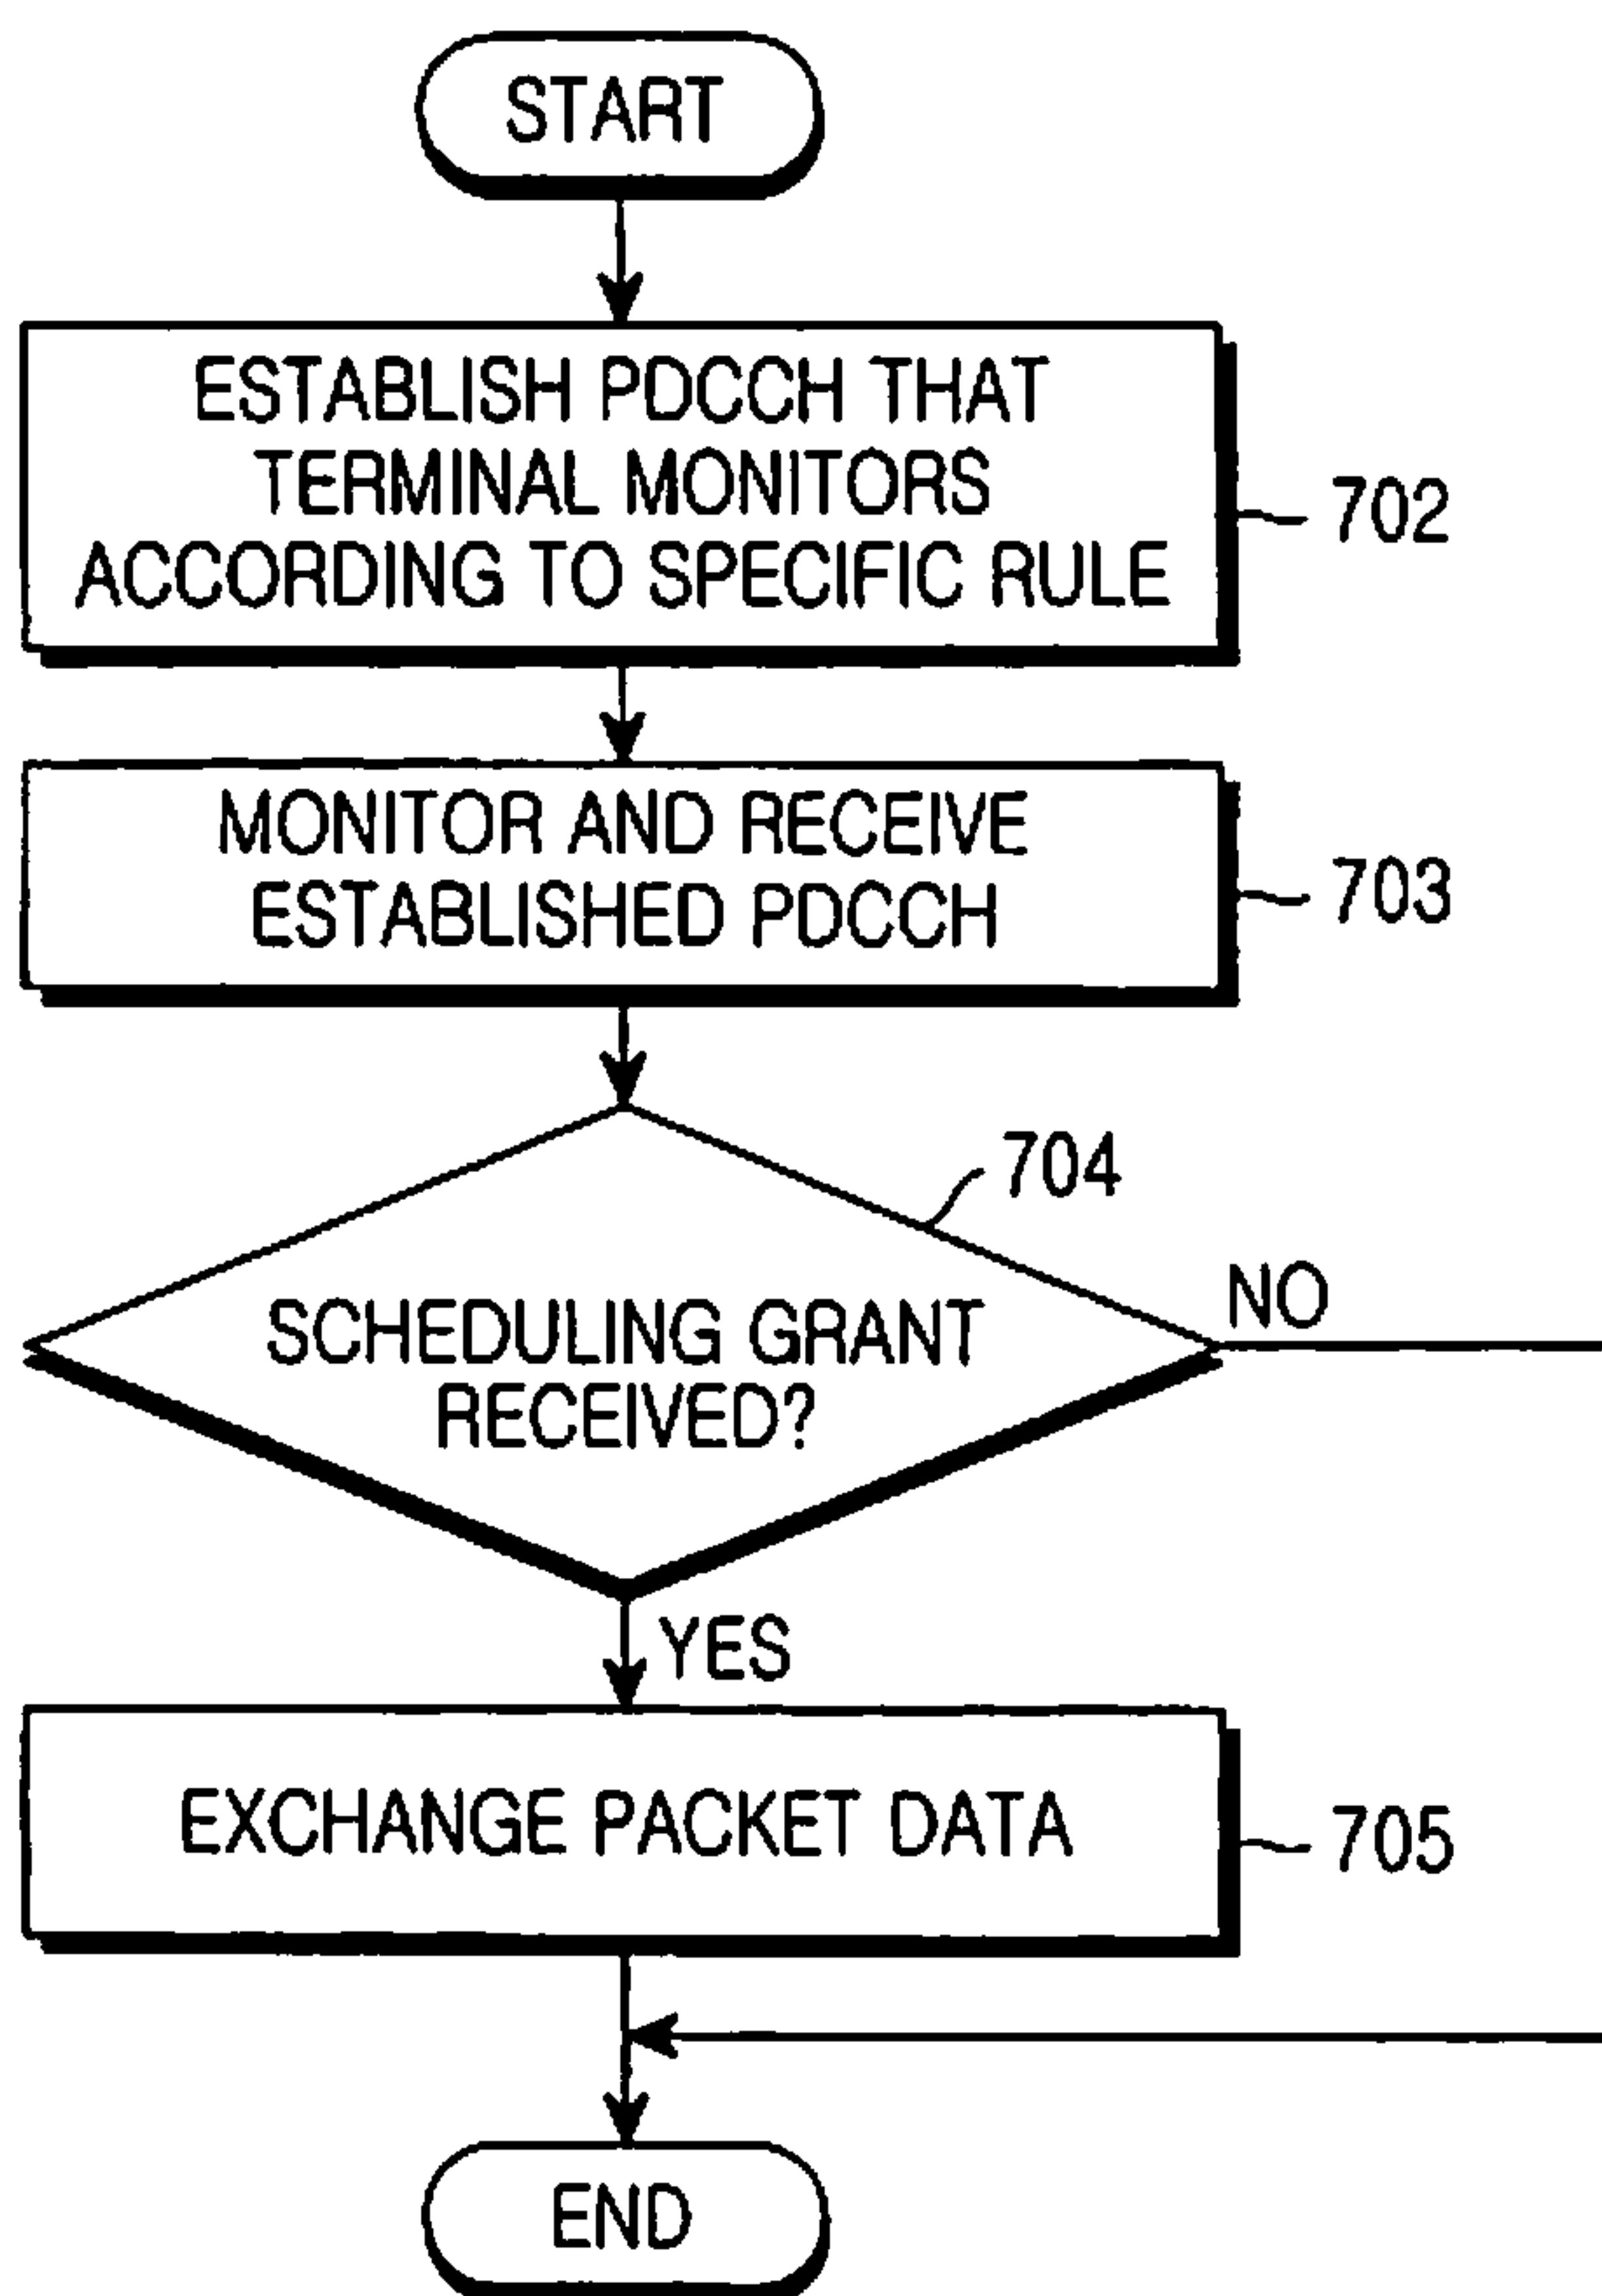 START
ESTABLISH PDCCH THAT
TERMINAL MONITORS
ACCORDING TO SPECIFIC RULE
702
MONITOR AND RECEIVE
ESTABLISHED PDCCH
703
704
SCHEDULING GRANT
RECEIVED?
NO
YES
EXCHANGE PACKET DATA
705
END